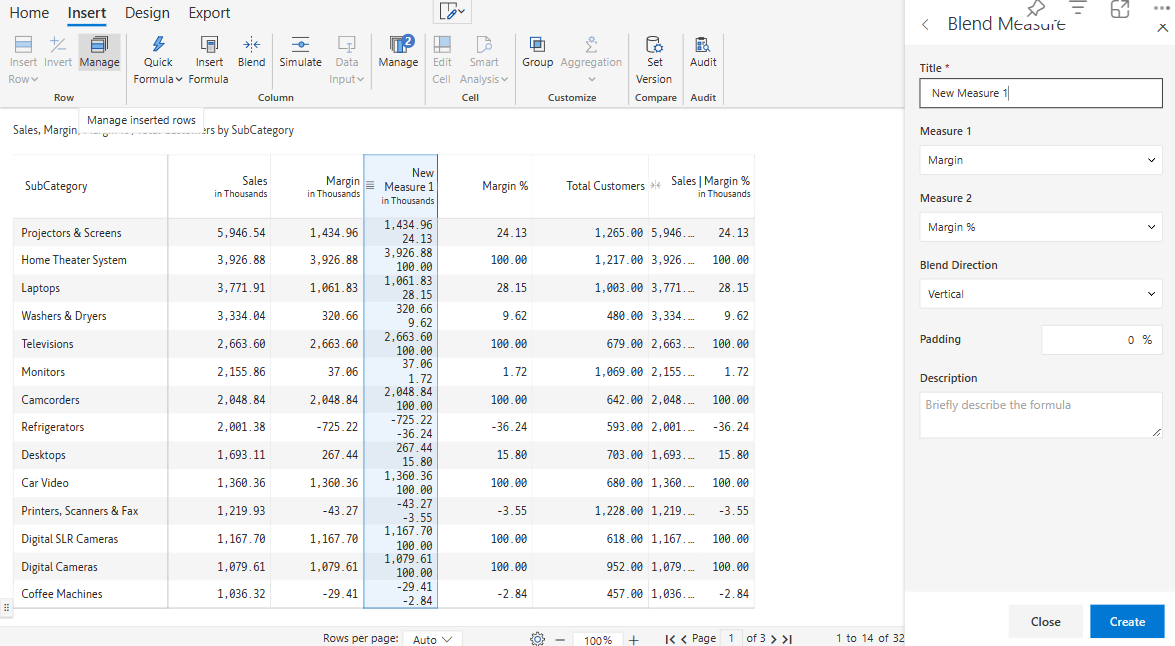 Home Insert Design Export
Insert Row Invert Manage Quick Formula Insert Formula Blend Simulate Data Input Manage 2 Edit Cell Smart Analysis Group Aggregation Set Version Audit
Row Column Cell Customize Compare Audit
Manage inserted rows
Sales, Margin, Customers by SubCategory
SubCategory Sales in Thousands Margin in Thousands New Measure 1 in Thousands Margin % Total Customers Sales | Margin % in Thousands
Projectors & Screens 5,946.54 1,434.96 1,434.96 24.13 24.13 1,265.00 5,946.... 24.13
Home Theater System 3,926.88 3,926.88 3,926.88 100.00 100.00 1,217.00 3,926.... 100.00
Laptops 3,771.91 1,061.83 1,061.83 28.15 28.15 1,003.00 3,771.... 28.15
Washers & Dryers 3,334.04 320.66 320.66 9.62 9.62 480.00 3,334.... 9.62
Televisions 2,663.60 2,663.60 2,663.60 100.00 100.00 679.00 2,663.... 100.00
Monitors 2,155.86 37.06 37.06 1.72 1.72 1,069.00 2,155.... 1.72
Camcorders 2,048.84 2,048.84 2,048.84 100.00 100.00 642.00 2,048.... 100.00
Refrigerators 2,001.38 -725.22 -725.22 -36.24 -36.24 593.00 2,001.... -36.24
Desktops 1,693.11 267.44 267.44 15.80 15.80 703.00 1,693.... 15.80
Car Video 1,360.36 1,360.36 1,360.36 100.00 100.00 680.00 1,360.... 100.00
Printers, Scanners & Fax 1,219.93 -43.27 -43.27 -3.55 -3.55 1,228.00 1,219.... -3.55
Digital SLR Cameras 1,167.70 1,167.70 1,167.70 100.00 100.00 618.00 1,167.... 100.00
Digital Cameras 1,079.61 1,079.61 1,079.61 100.00 100.00 952.00 1,079.... 100.00
Coffee Machines 1,036.32 -29.41 -29.41 -2.84 -2.84 457.00 1,036.... -2.84
Rows per page: Auto 100% Page 1 of 3 1 to 14 of 32
Blend Measure
Title *
New Measure 1
Measure 1
Margin
Measure 2
Margin %
Blend Direction
Vertical
Padding 0 %
Description
Briefly describe the formula
Close Create